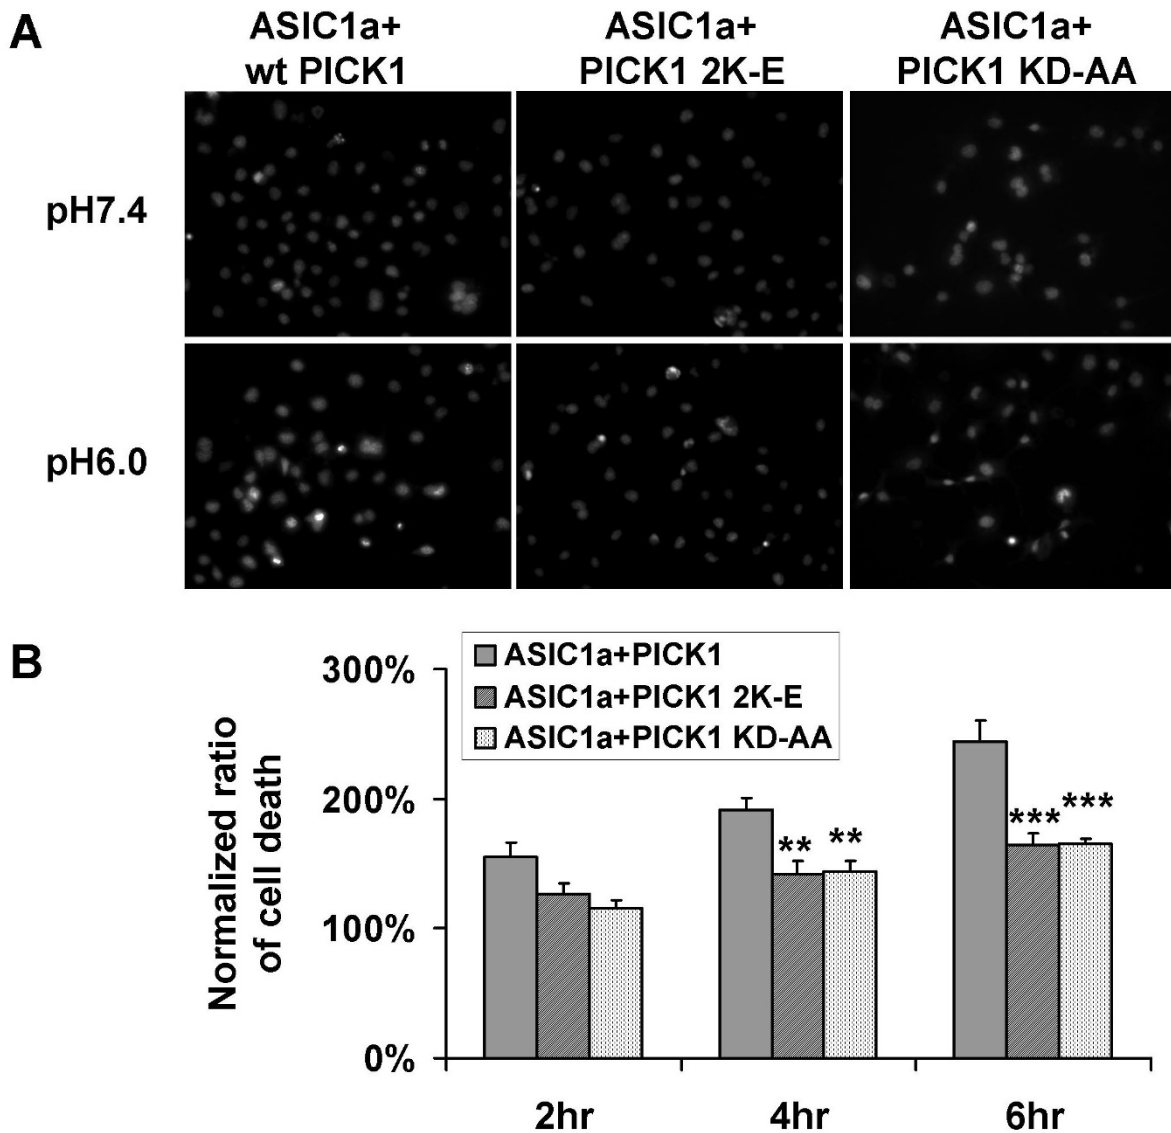 A
ASIC1a+
wt PICK1
ASIC1a+
PICK1 2K-E
ASIC1a+
PICK1 KD-AA
pH7.4
pH6.0
B
Normalized ratio
of cell death
300%
200%
100%
0%
ASIC1a+PICK1
ASIC1a+PICK1 2K-E
ASIC1a+PICK1 KD-AA
**
**
***
***
2hr
4hr
6hr